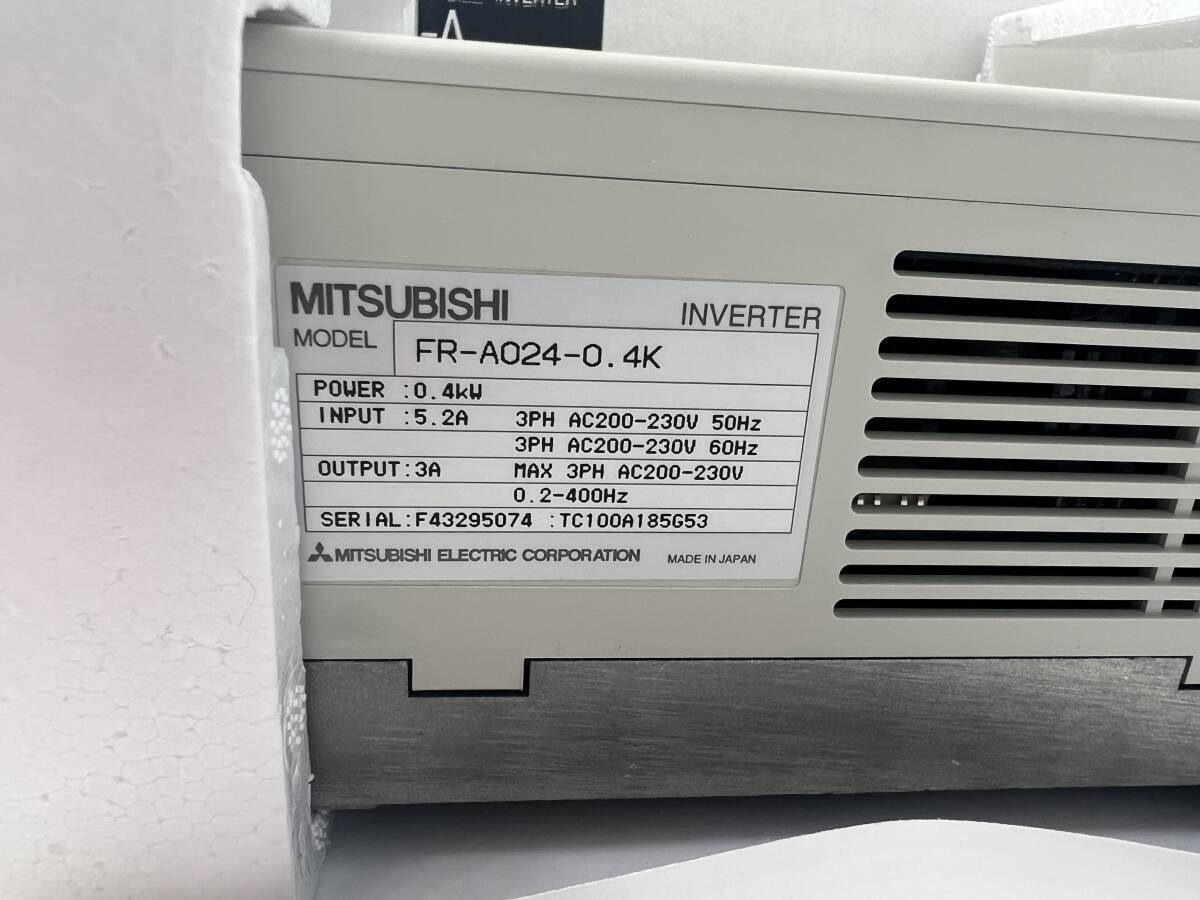 INVERTER
-A
MITSUBISHI INVERTER
MODEL FR-A024-0.4K
POWER :0.4kW
INPUT :5.2A 3PH AC200-230V 50Hz
3PH AC200-230V 60Hz
OUTPUT:3A MAX 3PH AC200-230V
0.2-400Hz
SERIAL:F43295074 :TC100A185G53
MITSUBISHI ELECTRIC CORPORATION MADE IN JAPAN